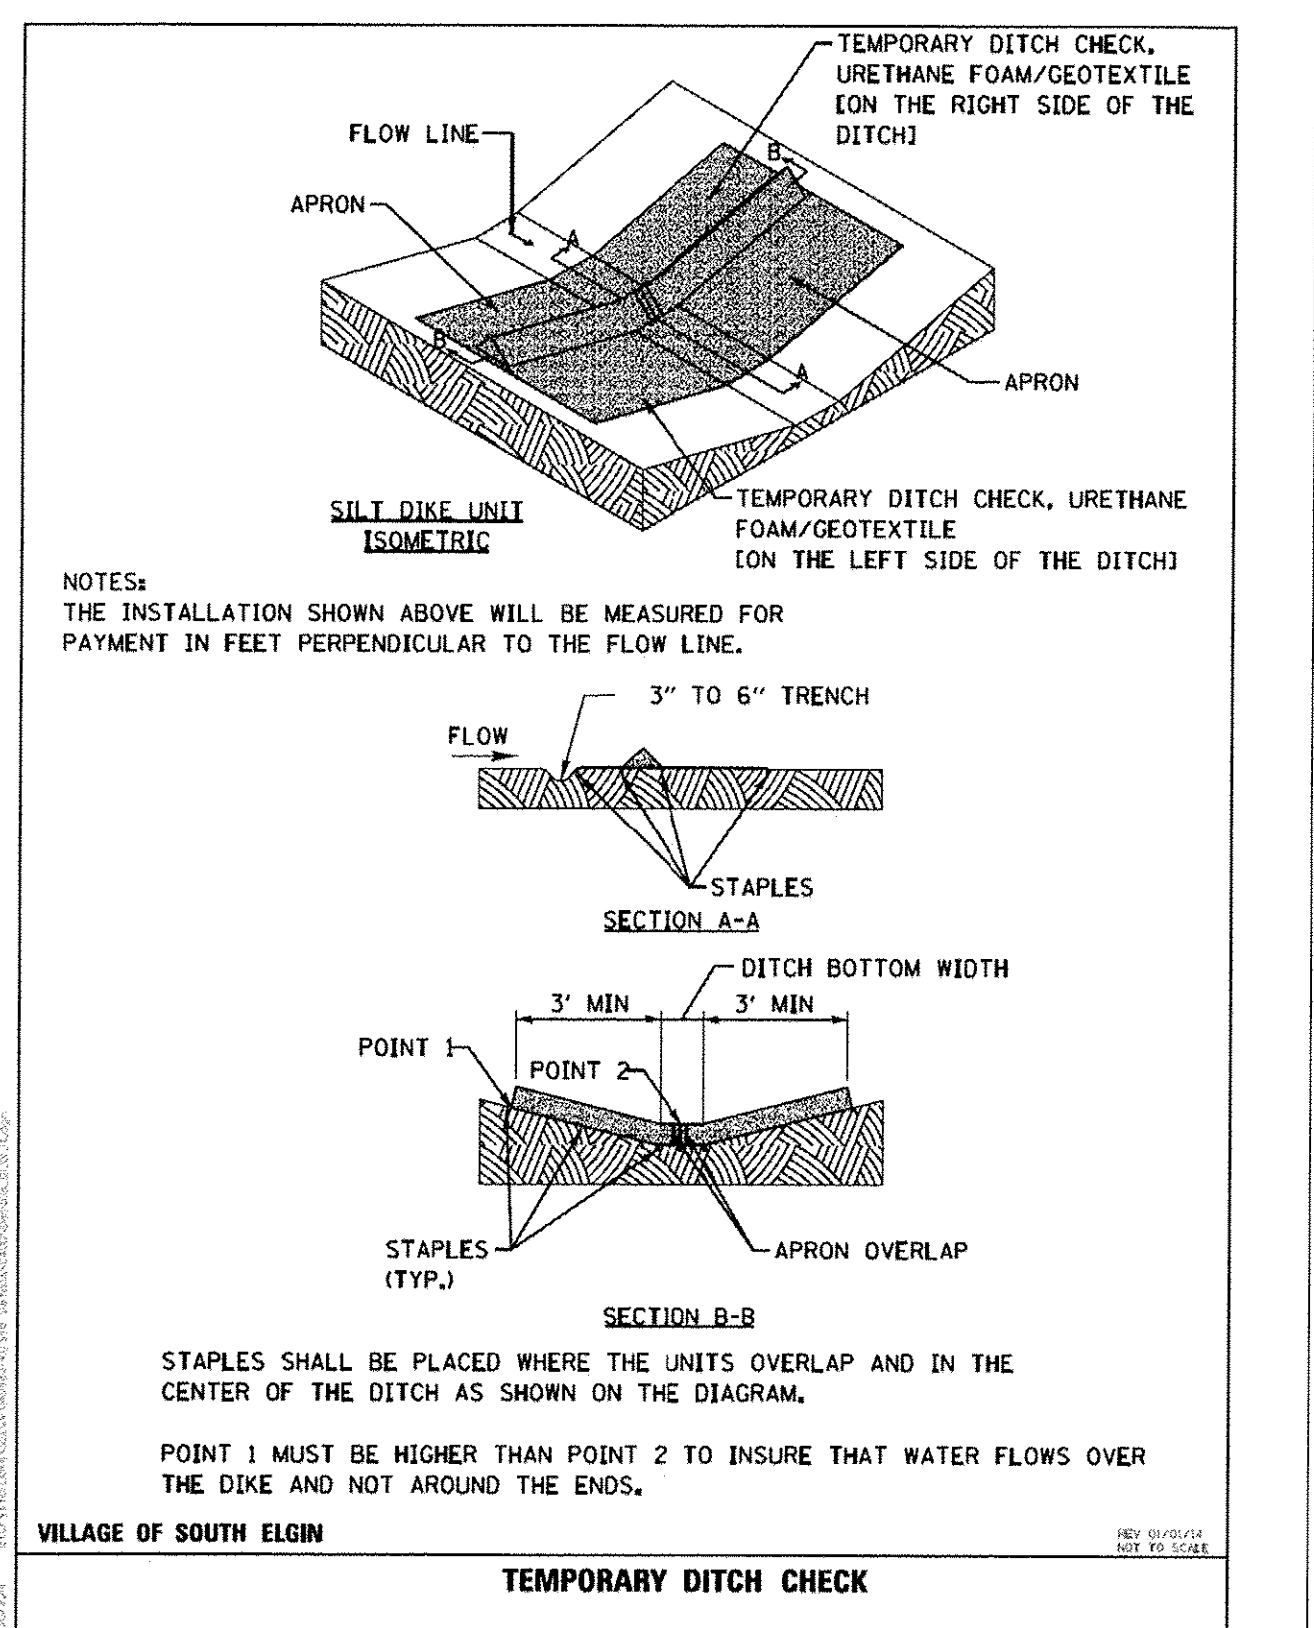 TEMPORARY DITCH CHECK,
URETHANE FOAM/GEOTEXTILE
[ON THE RIGHT SIDE OF THE
DITCH]
FLOW LINE
B
APRON
A
B
A
APRON
SILT DIKE UNIT
ISOMETRIC
TEMPORARY DITCH CHECK, URETHANE
FOAM/GEOTEXTILE
[ON THE LEFT SIDE OF THE DITCH]
NOTES:
THE INSTALLATION SHOWN ABOVE WILL BE MEASURED FOR
PAYMENT IN FEET PERPENDICULAR TO THE FLOW LINE.
3" TO 6" TRENCH
FLOW
STAPLES
SECTION A-A
DITCH BOTTOM WIDTH
3' MIN
3' MIN
POINT 1
POINT 2
STAPLES
(TYP.)
APRON OVERLAP
SECTION B-B
STAPLES SHALL BE PLACED WHERE THE UNITS OVERLAP AND IN THE
CENTER OF THE DITCH AS SHOWN ON THE DIAGRAM.
POINT 1 MUST BE HIGHER THAN POINT 2 TO INSURE THAT WATER FLOWS OVER
THE DIKE AND NOT AROUND THE ENDS.
VILLAGE OF SOUTH ELGIN
REV 01/01/14
NOT TO SCALE
TEMPORARY DITCH CHECK